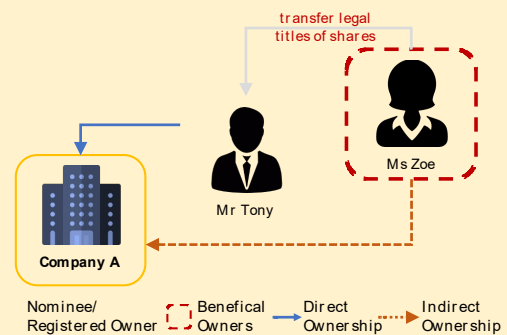 transfer legal
titles of shares
Ms Zoe
Mr Tony
Company A
Nominee/
Registered Owner
Benefical
Owners
Direct
Ownership
Indirect
Ownership